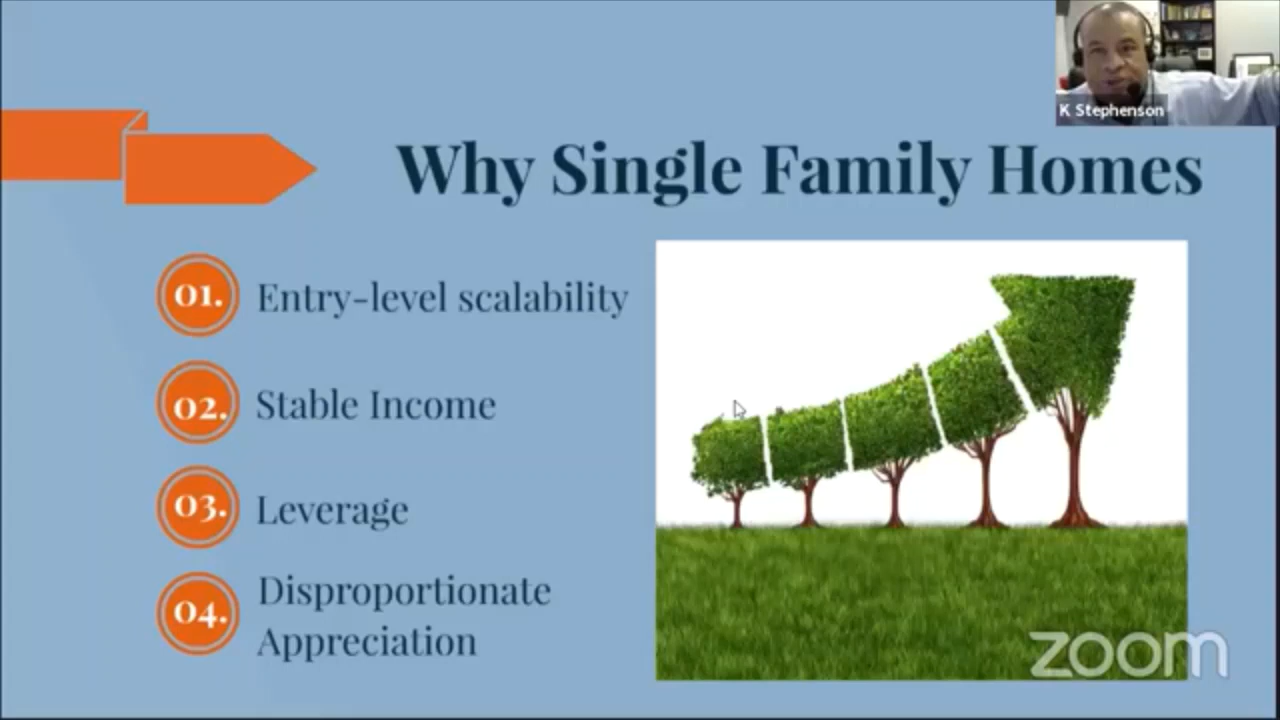 K Stephenson
Why Single Family Homes
01. Entry-level scalability
02. Stable Income
03. Leverage
04. Disproportionate
Appreciation
zoom